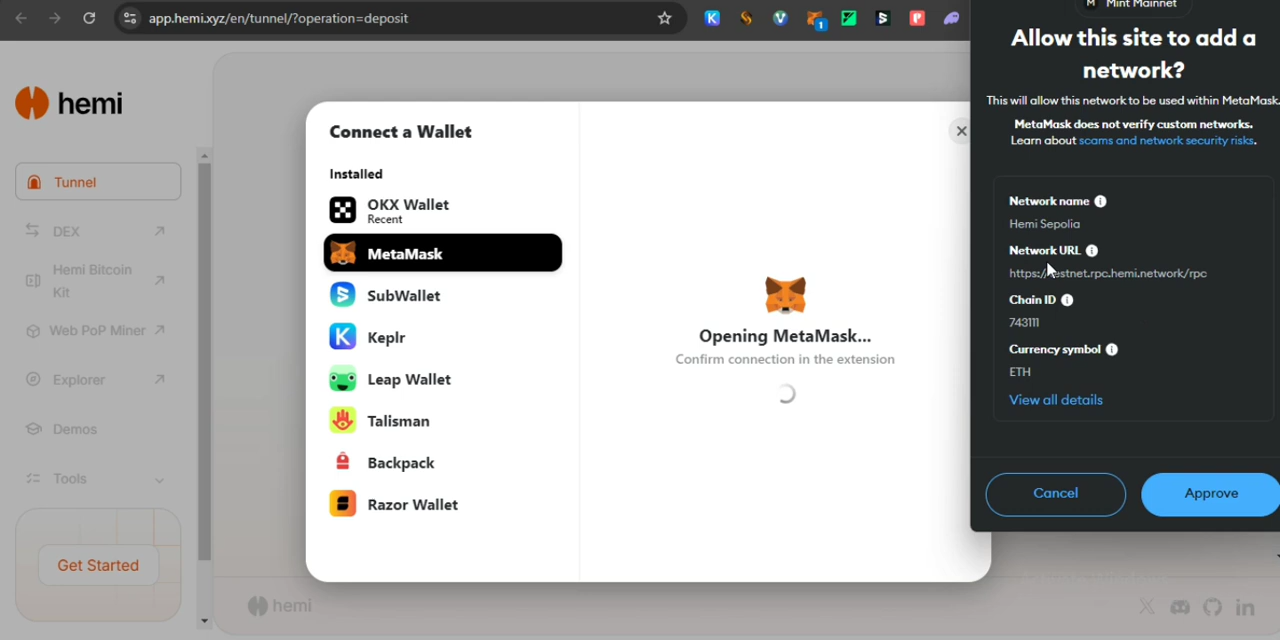 app.hemi.xyz/en/tunnel/?operation=deposit
1
hemi
Tunnel
DEX
Hemi Bitcoin
Kit
Web PoP Miner
Explorer
Demos
Tools
Get Started
Connect a Wallet
Installed
OKX Wallet
Recent
MetaMask
SubWallet
Keplr
Leap Wallet
Talisman
Backpack
Razor Wallet
Opening MetaMask...
Confirm connection in the extension
hemi
M Mint Mainnet
Allow this site to add a
network?
This will allow this network to be used within MetaMask.
MetaMask does not verify custom networks.
Learn about scams and network security risks.
Network name
Hemi Sepolia
Network URL
https://testnet.rpc.hemi.network/rpc
Chain ID
743111
Currency symbol
ETH
View all details
Cancel
Approve